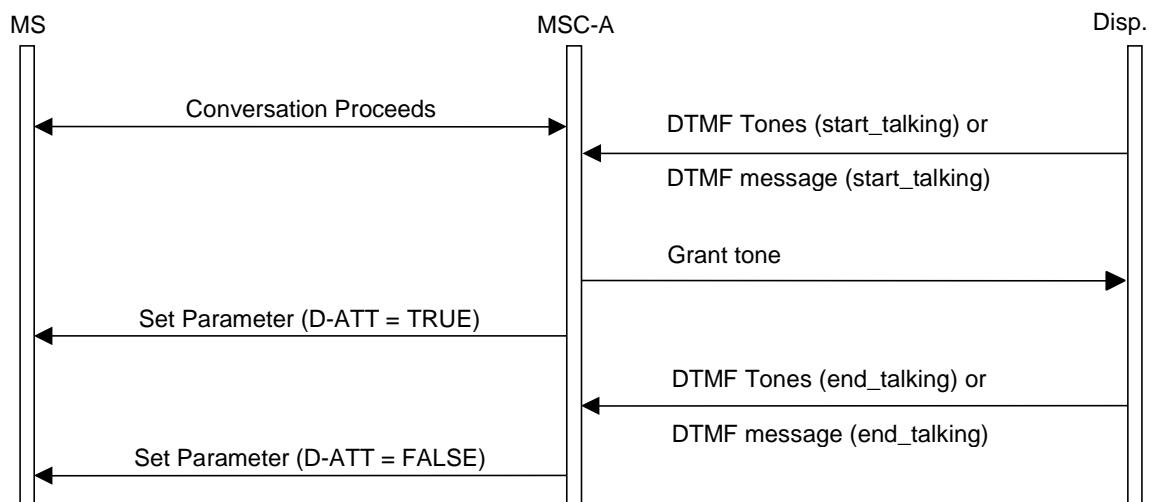 MS
MSC-A
Disp.
Conversation Proceeds
DTMF Tones (start_talking) or
DTMF message (start_talking)
Grant tone
Set Parameter (D-ATT = TRUE)
DTMF Tones (end_talking) or
DTMF message (end_talking)
Set Parameter (D-ATT = FALSE)